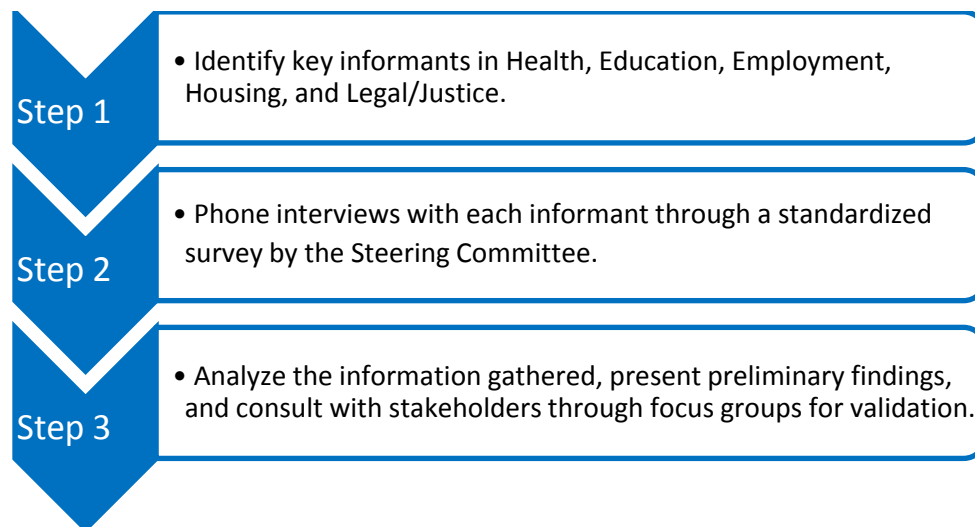 Step 1
• Identify key informants in Health, Education, Employment,
Housing, and Legal/Justice.
Step 2
• Phone interviews with each informant through a standardized
survey by the Steering Committee.
Step 3
• Analyze the information gathered, present preliminary findings,
and consult with stakeholders through focus groups for validation.